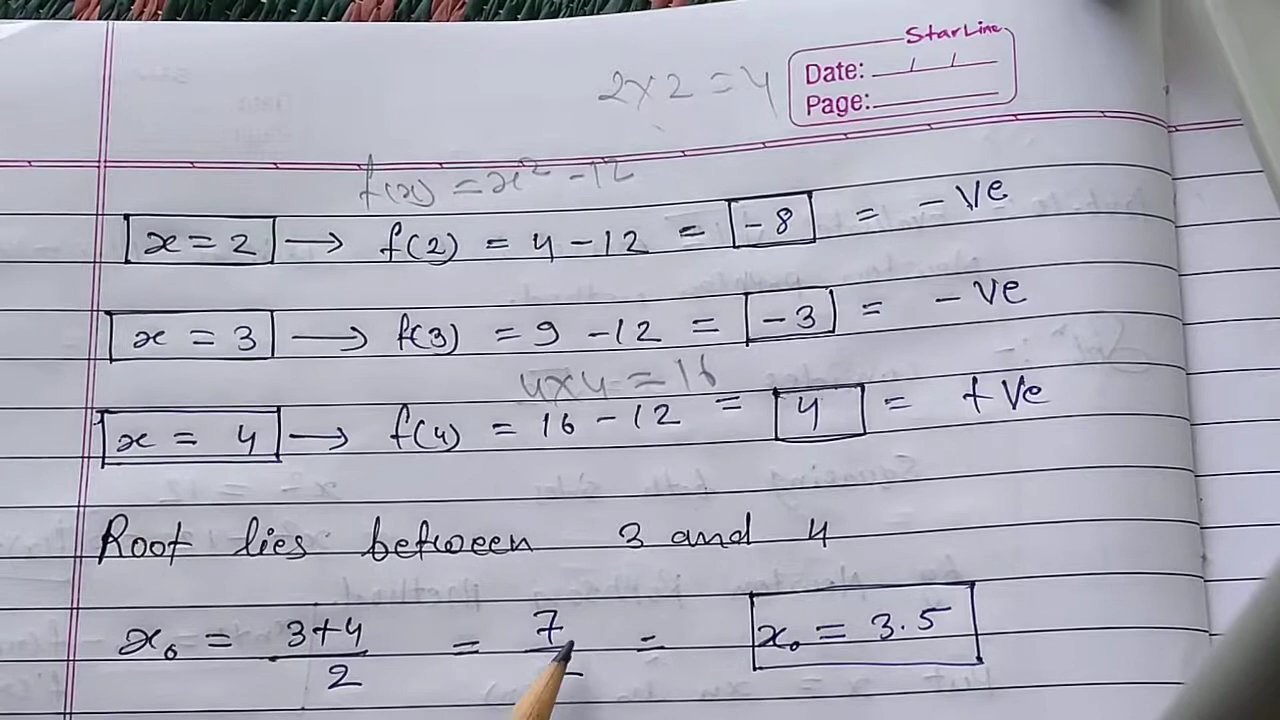 StarLine
2x2=4
Date: / /
Page:
f(x) = x² -12
x = 2 → f(2) = 4 - 12 = -8 = -ve
x = 3 → f(3) = 9 - 12 = -3 = -ve
4x4 = 16
x = 4 → f(4) = 16 - 12 = 4 = +ve
Root lies between 3 and 4
x₀ = 3+4/2 = 7/2 = x₀ = 3.5